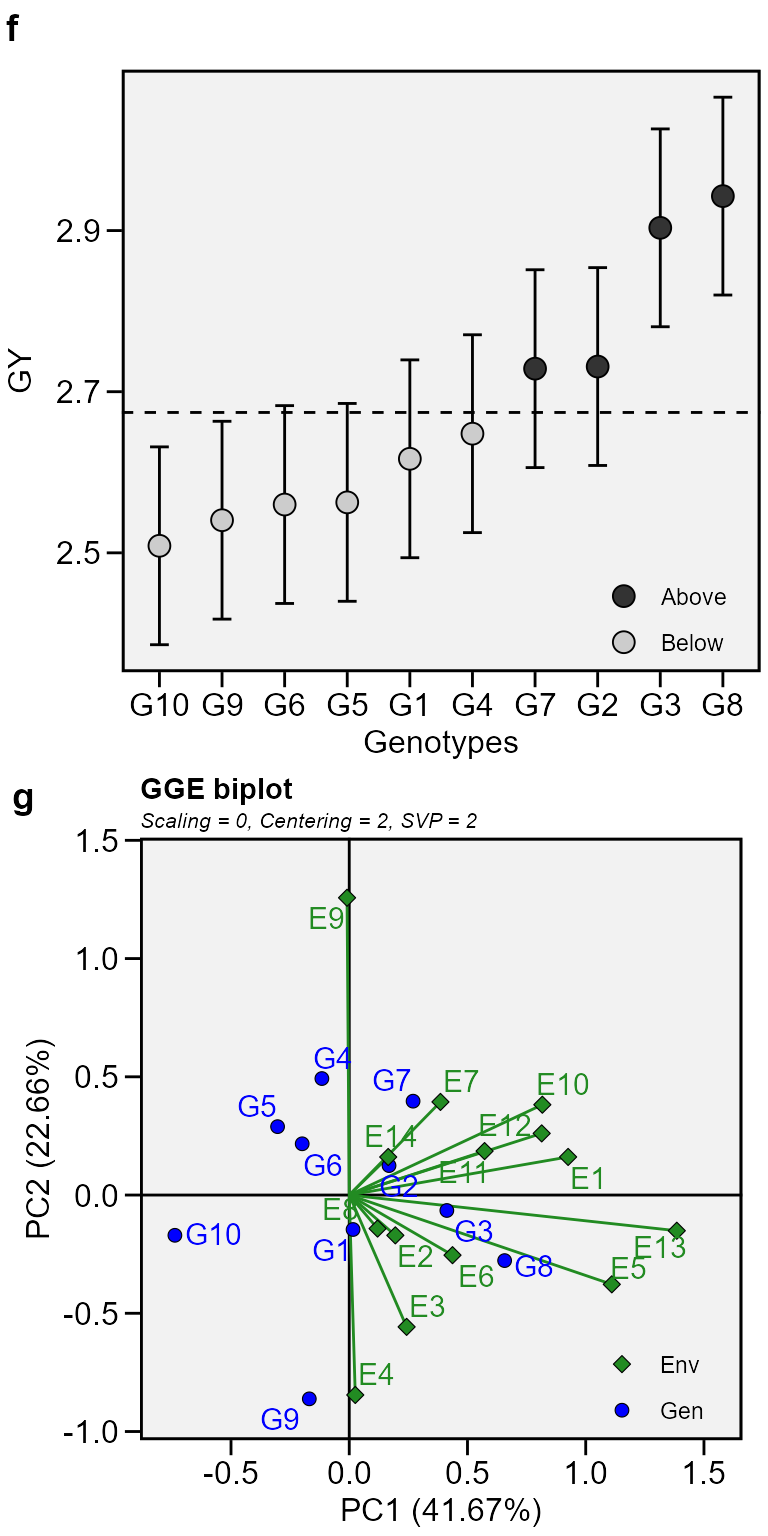 f
GY
2.9
2.7
2.5
Above
Below
G10 G9 G6 G5 G1 G4 G7 G2 G3 G8
Genotypes
g
GGE biplot
Scaling = 0, Centering = 2, SVP = 2
PC2 (22.66%)
1.5
1.0
0.5
0.0
-0.5
-1.0
E9
G4
G7
E7
E10
G5
E14
E12
G6
E11
E1
G2
E8
G3
G10
G1
E2
E13
E6
G8
E5
E3
E4
G9
Env
Gen
-0.5 0.0 0.5 1.0 1.5
PC1 (41.67%)